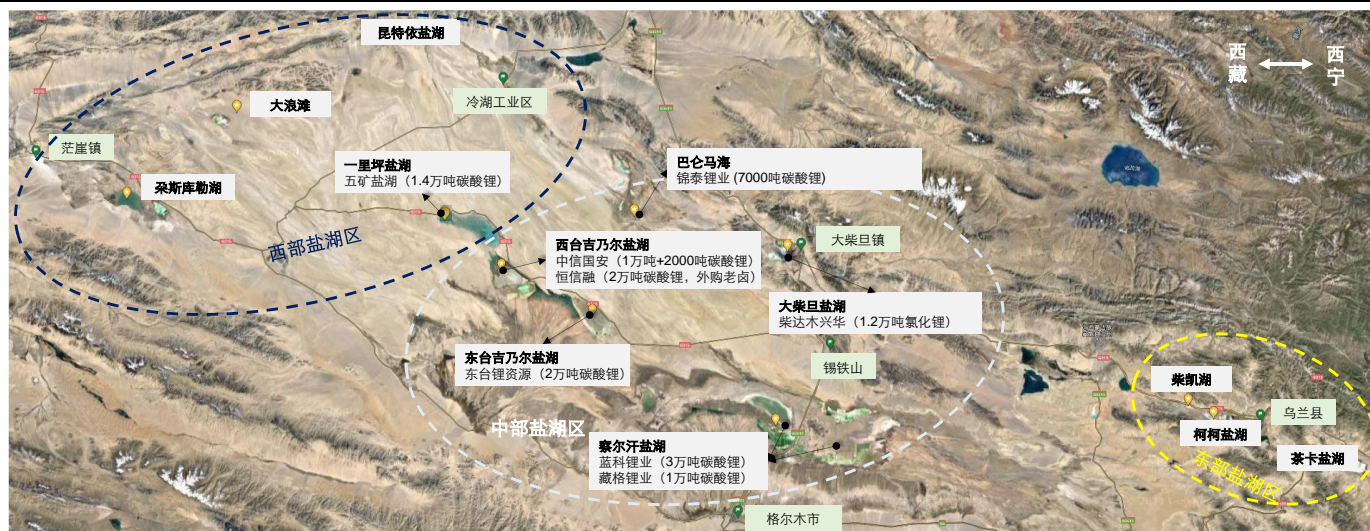 昆特依盐湖
西藏
西宁
大浪滩
冷湖工业区
茫崖镇
一里坪盐湖
五矿盐湖（1.4万吨碳酸锂）
巴仑马海
锦泰锂业 (7000吨碳酸锂)
尕斯库勒湖
西部盐湖区
西台吉乃尔盐湖
中信国安（1万吨+2000吨碳酸锂）
恒信融（2万吨碳酸锂，外购老卤）
大柴旦镇
大柴旦盐湖
柴达木兴华（1.2万吨氯化锂）
东台吉乃尔盐湖
东台锂资源（2万吨碳酸锂）
锡铁山
柴凯湖
乌兰县
柯柯盐湖
茶卡盐湖
东部盐湖区
中部盐湖区
察尔汗盐湖
蓝科锂业（3万吨碳酸锂）
藏格锂业（1万吨碳酸锂）
格尔木市